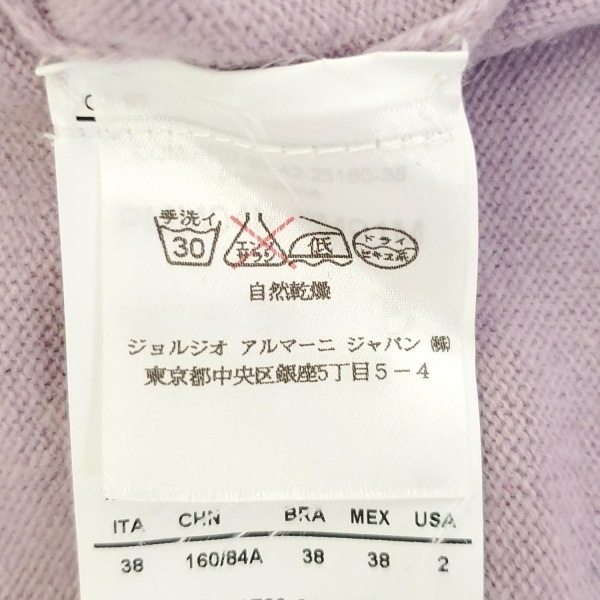 手洗イ
30 エンソサラシ 低 ドライ
セキユ系
自然乾燥
ジョルジオ アルマーニ ジャパン ㈱
東京都中央区銀座5丁目5-4
ITA CHN BRA MEX USA
38 160/84A 38 38 2